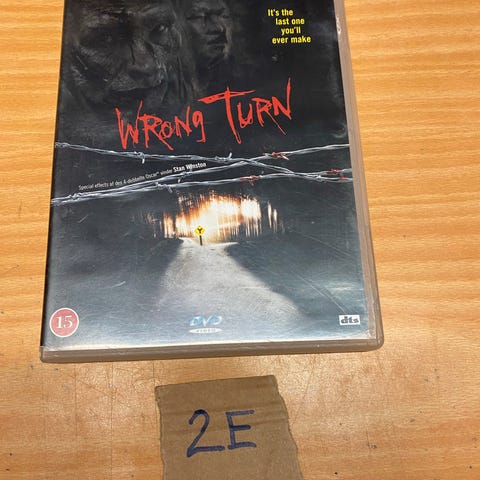 It's the
last one
you'll
ever make
WRONG TURN
Special effects af den 4-dobbelte Oscar® vinder Stan Winston
Y
15
DVD
VIDEO
dts
2E